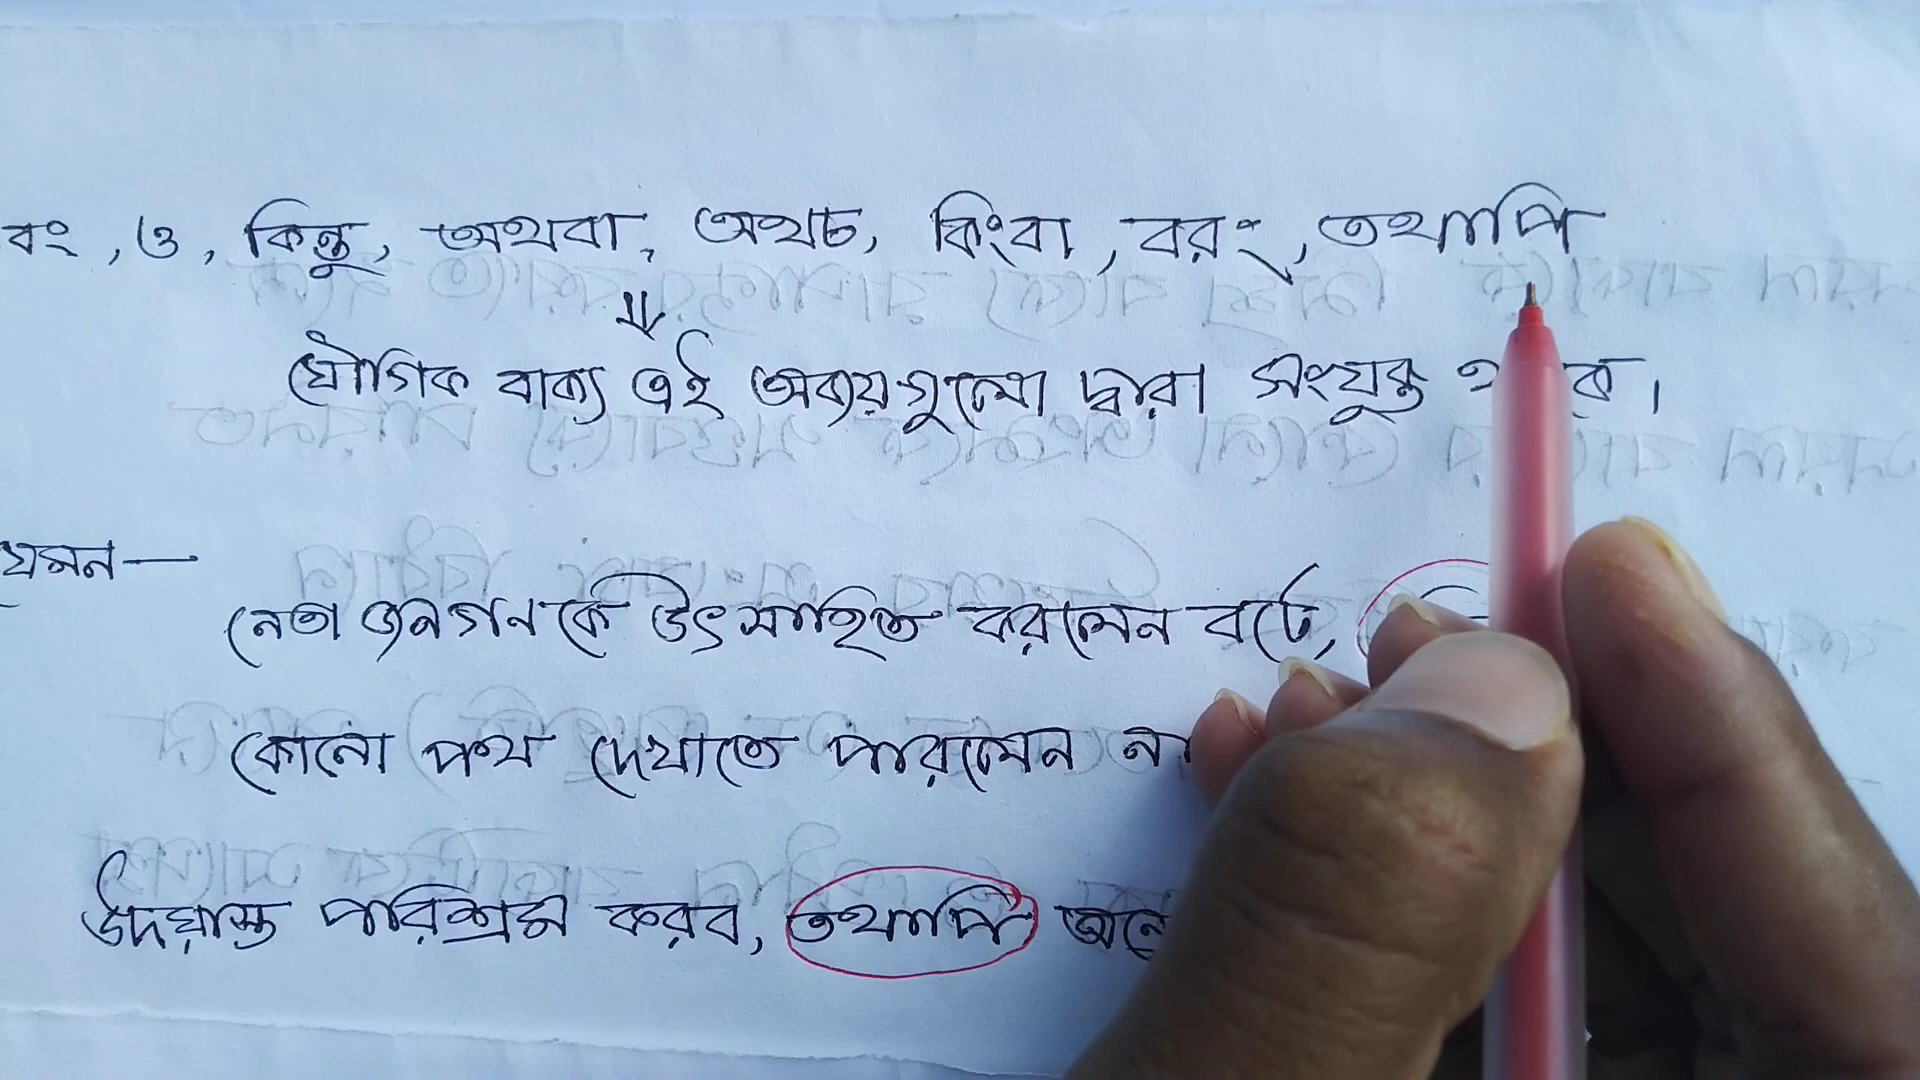 বং, ও, কিন্তু, অথবা, অথচ, কিংবা, বরং, তথাপি
যৌগিক বাক্য এই অব্যয়গুলো দ্বারা সংযুক্ত
যেমন—
নেতা জনগনকে উৎসাহিত করলেন বটে,
কোনো পথ দেখাতে পারলেন না
উদয়াস্ত পরিশ্রম করব, তথাপি